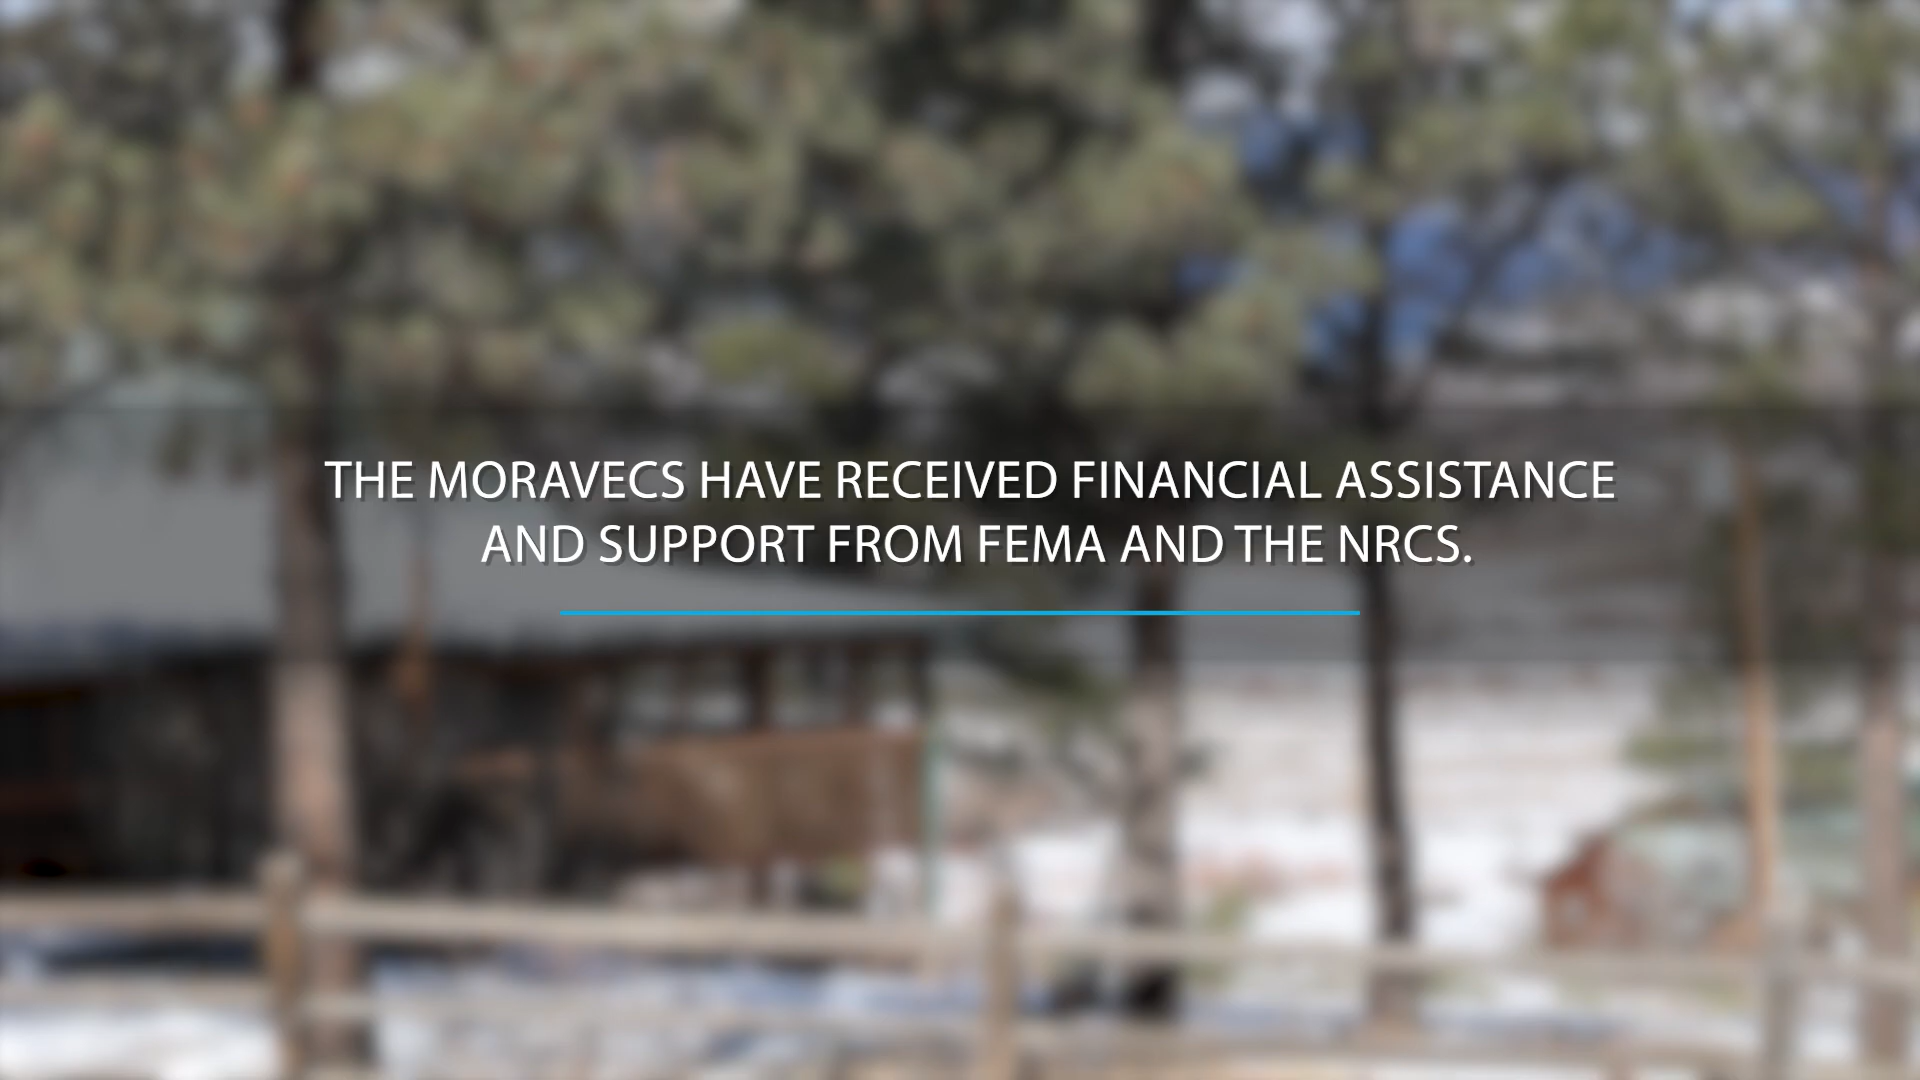 THE MORAVECS HAVE RECEIVED FINANCIAL ASSISTANCE
AND SUPPORT FROM FEMA AND THE NRCS.